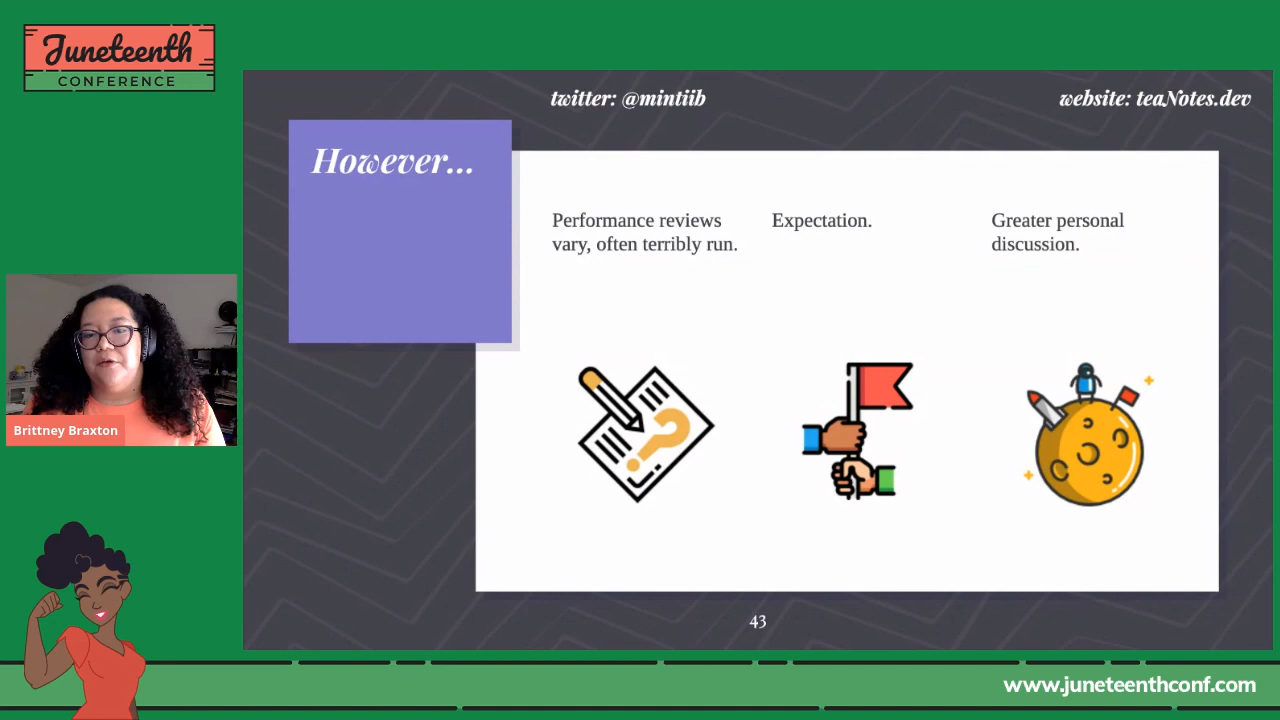 Juneteenth
CONFERENCE
twitter: @mintiib
website: teaNotes.dev
However...
Performance reviews
vary, often terribly run.
Expectation.
Greater personal
discussion.
Brittney Braxton
43
www.juneteenthconf.com